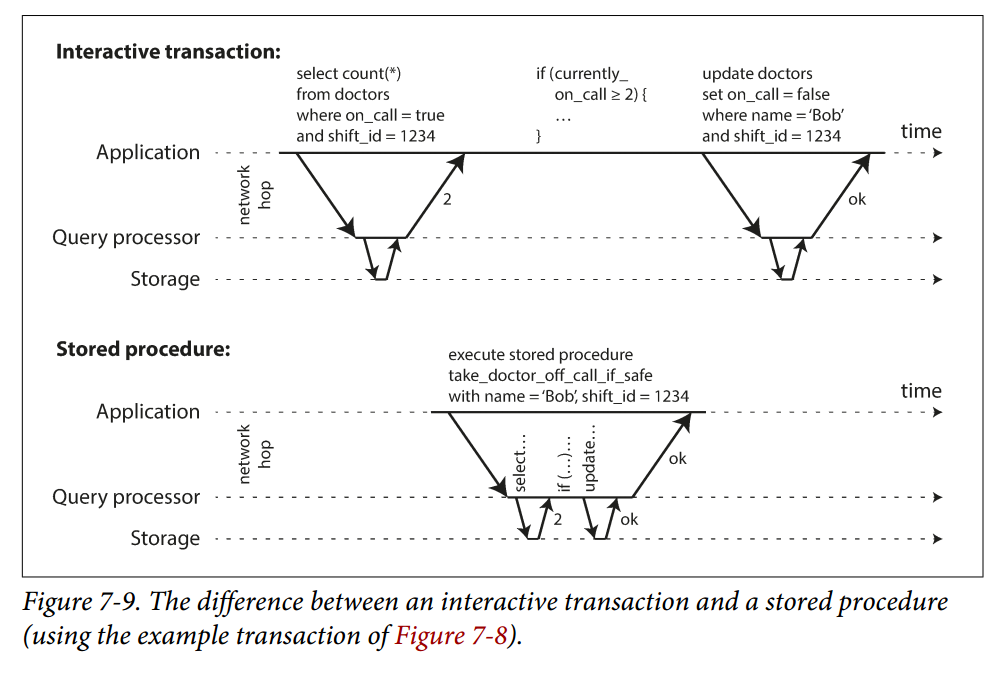 Interactive transaction:
select count(*)
from doctors
where on_call = true
and shift_id = 1234
if (currently_
on_call ≥ 2) {
…
}
update doctors
set on_call = false
where name = ‘Bob’
and shift_id = 1234
time
Application
network
hop
2
ok
Query processor
Storage
Stored procedure:
execute stored procedure
take_doctor_off_call_if_safe
with name = ‘Bob’, shift_id = 1234
time
Application
network
hop
select…
if (…)…
update…
ok
Query processor
2
ok
Storage
Figure 7-9. The difference between an interactive transaction and a stored procedure
(using the example transaction of Figure 7-8).